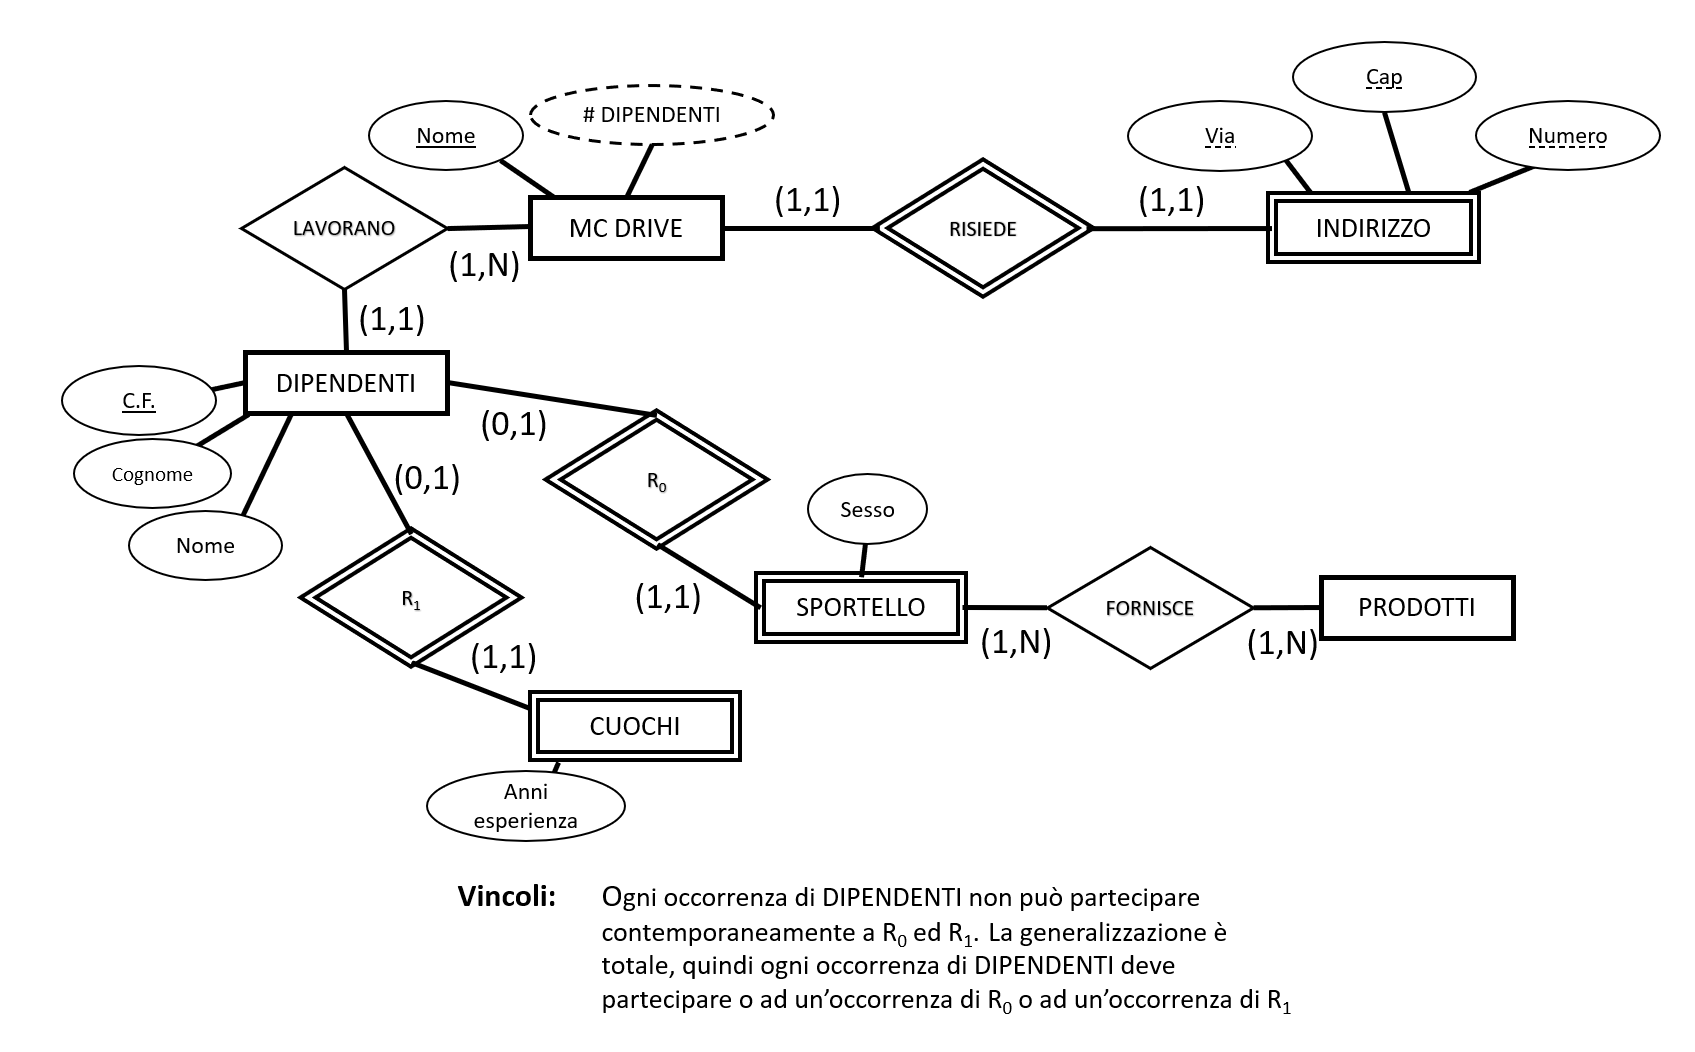 Cap
# DIPENDENTI
Nome
Via
Numero
LAVORANO
MC DRIVE
(1,1)
RISIEDE
(1,1)
INDIRIZZO
(1,N)
(1,1)
DIPENDENTI
C.F.
(0,1)
Cognome
(0,1)
R0
Nome
Sesso
R1
(1,1)
SPORTELLO
(1,N)
FORNISCE
(1,N)
PRODOTTI
(1,1)
CUOCHI
Anni
esperienza
Vincoli: Ogni occorrenza di DIPENDENTI non può partecipare
contemporaneamente a R0 ed R1. La generalizzazione è
totale, quindi ogni occorrenza di DIPENDENTI deve
partecipare o ad un’occorrenza di R0 o ad un’occorrenza di R1